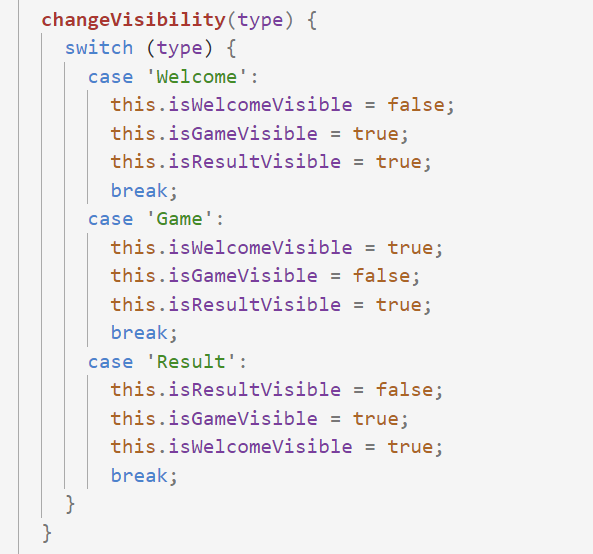 changeVisibility(type) {
  switch (type) {
    case 'Welcome':
      this.isWelcomeVisible = false;
      this.isGameVisible = true;
      this.isResultVisible = true;
      break;
    case 'Game':
      this.isWelcomeVisible = true;
      this.isGameVisible = false;
      this.isResultVisible = true;
      break;
    case 'Result':
      this.isResultVisible = false;
      this.isGameVisible = true;
      this.isWelcomeVisible = true;
      break;
  }
}